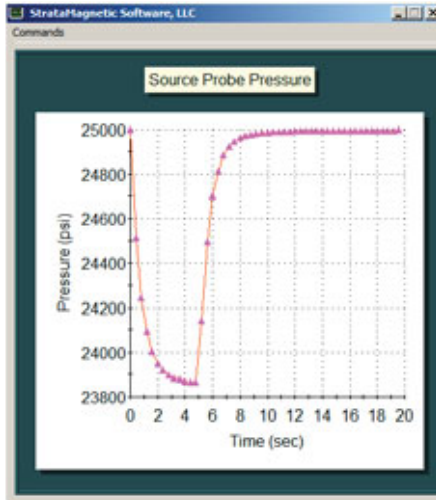 StrataMagnetic Software, LLC
Commands
Source Probe Pressure
25000
24800
24600
24400
24200
24000
23800
Pressure (psi)
0 2 4 6 8 10 12 14 16 18 20
Time (sec)